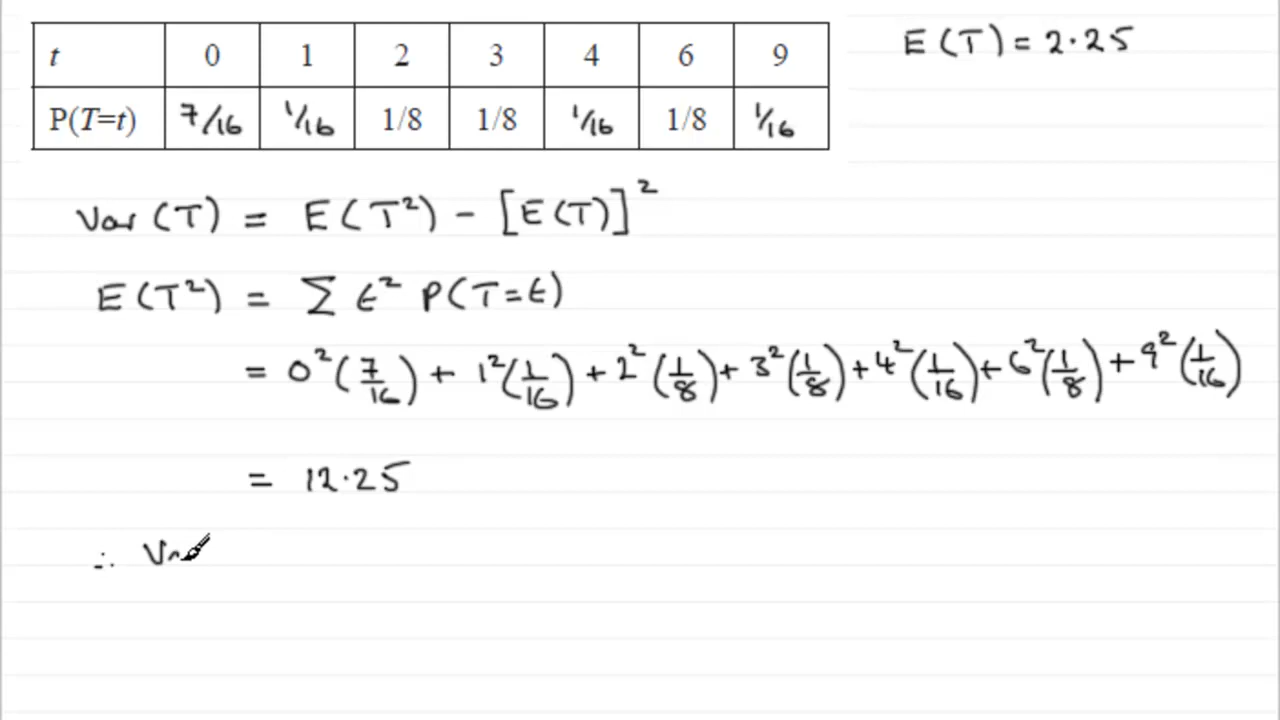 t 0 1 2 3 4 6 9 E(T) = 2·25
P(T=t) 7/16 1/16 1/8 1/8 1/16 1/8 1/16
Var(T) = E(T²) - [E(T)]²
E(T²) = ∑ t² P(T=t)
= 0²(7/16) + 1²(1/16) + 2²(1/8) + 3²(1/8) + 4²(1/16) + 6²(1/8) + 9²(1/16)
= 12·25
∴ Va